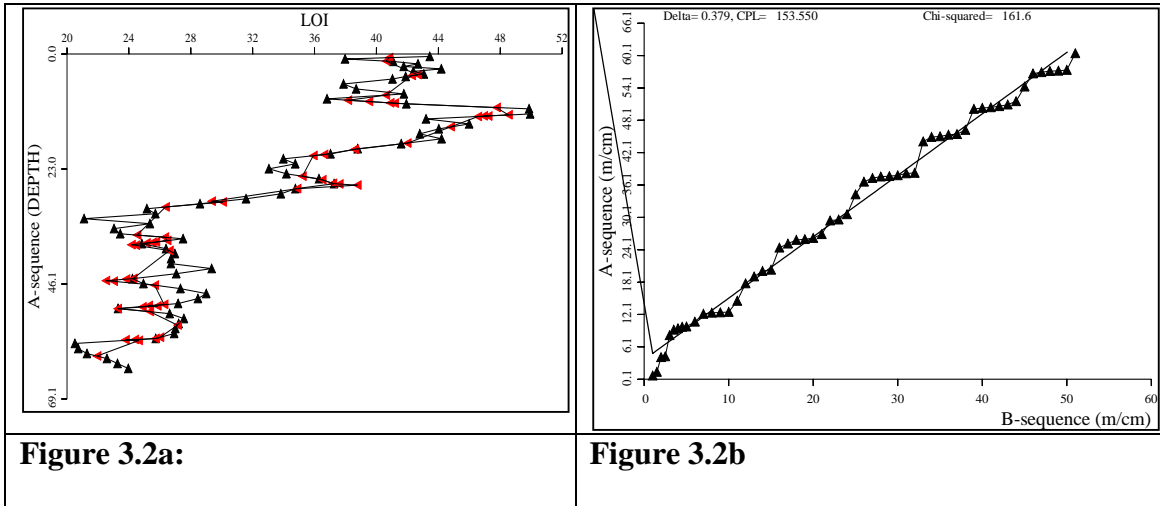 LOI
20 24 28 32 36 40 44 48 52
0.0
23.0
46.1
69.1
A-sequence (DEPTH)
Delta= 0.379, CPL= 153.550 Chi-squared= 161.6
66.1
60.1
54.1
48.1
42.1
36.1
30.1
24.1
18.1
12.1
6.1
0.1
A-sequence (m/cm)
0 10 20 30 40 50 60
B-sequence (m/cm)
Figure 3.2a:
Figure 3.2b